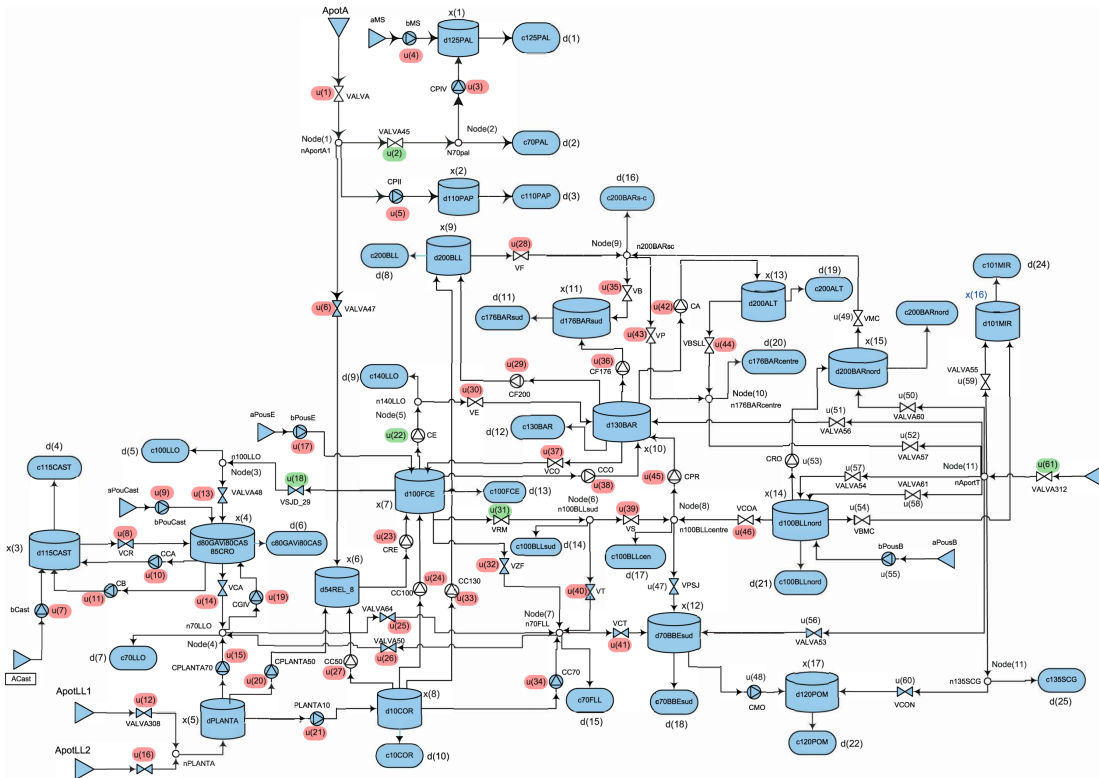 ApotA
aMS
bMS
u(4)
x(1)
d125PAL
c125PAL
d(1)
u(1)
VALVA
CPIV
u(3)
Node(1)
nAportA1
VALVA45
u(2)
Node(2)
N70pal
c70PAL
d(2)
CPII
u(5)
x(2)
d110PAP
c110PAP
d(3)
d(16)
c200BARs-c
x(9)
d200BLL
c200BLL
d(8)
u(28)
VF
Node(9)
n200BARsc
u(35)
VB
x(11)
d176BARsud
d(11)
c176BARsud
u(42)
CA
x(13)
d200ALT
d(19)
c200ALT
c101MIR
d(24)
x(16)
d101MIR
u(6)
VALVA47
u(43)
VP
VBSLL
u(44)
u(49)
VMC
c200BARnord
x(15)
d200BARnord
d(20)
c176BARcentre
d(9)
c140LLO
u(29)
CF200
u(36)
CF176
VALVA55
u(59)
n140LLO
Node(5)
u(30)
VE
Node(10)
n176BARcentre
u(50)
VALVA60
aPousE
bPousE
u(17)
u(22)
CE
c130BAR
d(12)
d130BAR
x(10)
u(51)
VALVA56
u(52)
VALVA57
d(4)
c115CAST
d(5)
c100LLO
n100LLO
Node(3)
u(18)
VSJD_29
u(37)
VCO
CCO
u(38)
u(45)
CPR
CRO
u(53)
u(57)
VALVA54
Node(11)
nAportT
u(61)
VALVA312
aPouCast
u(9)
bPouCast
u(13)
VALVA48
x(7)
d100FCE
c100FCE
d(13)
VALVA61
u(58)
x(4)
d80GAVi80CAS
85CRO
d(6)
c80GAVi80CAS
x(3)
d115CAST
u(8)
VCR
CCA
u(10)
u(31)
VRM
Node(6)
n100BLLsud
u(39)
VS
Node(8)
n100BLLcentre
VCOA
u(46)
x(14)
d100BLLnord
u(54)
VBMC
u(23)
CRE
c100BLLsud
d(14)
c100BLLcen
d(17)
bPousB
u(55)
aPousB
d(21)
c100BLLnord
CB
u(11)
VCA
u(14)
CGIV
u(19)
x(6)
d54REL_8
CC100
u(24)
CC130
u(33)
u(32)
VZF
u(40)
VT
u(47)
VPSJ
bCast
u(7)
VALVA64
u(25)
Node(7)
n70FLL
VCT
u(41)
x(12)
d70BBEsud
u(56)
VALVA53
n70LLO
Node(4)
VALVA50
u(26)
c70LLO
d(7)
ACast
CPLANTA70
u(15)
CPLANTA50
u(20)
CC50
u(27)
CC70
u(34)
x(17)
d120POM
Node(11)
n135SCG
c135SCG
d(25)
u(48)
CMO
u(60)
VCON
ApotLL1
u(12)
VALVA308
x(5)
dPLANTA
PLANTA10
u(21)
x(8)
d10COR
c70FLL
d(15)
c70BBEsud
d(18)
ApotLL2
u(16)
nPLANTA
c10COR
d(10)
c120POM
d(22)